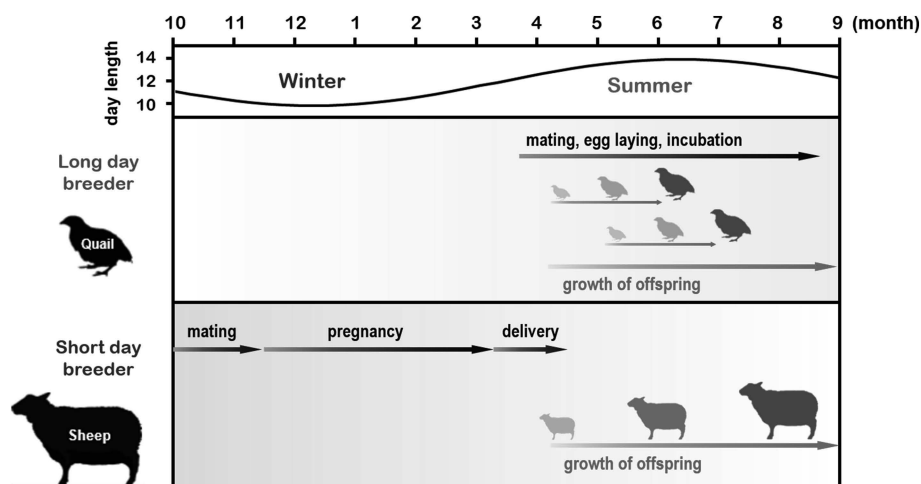 10 11 12 1 2 3 4 5 6 7 8 9 (month)
day length
14
12
10
Winter
Summer
Long day
breeder
Quail
mating, egg laying, incubation
growth of offspring
Short day
breeder
Sheep
mating
pregnancy
delivery
growth of offspring